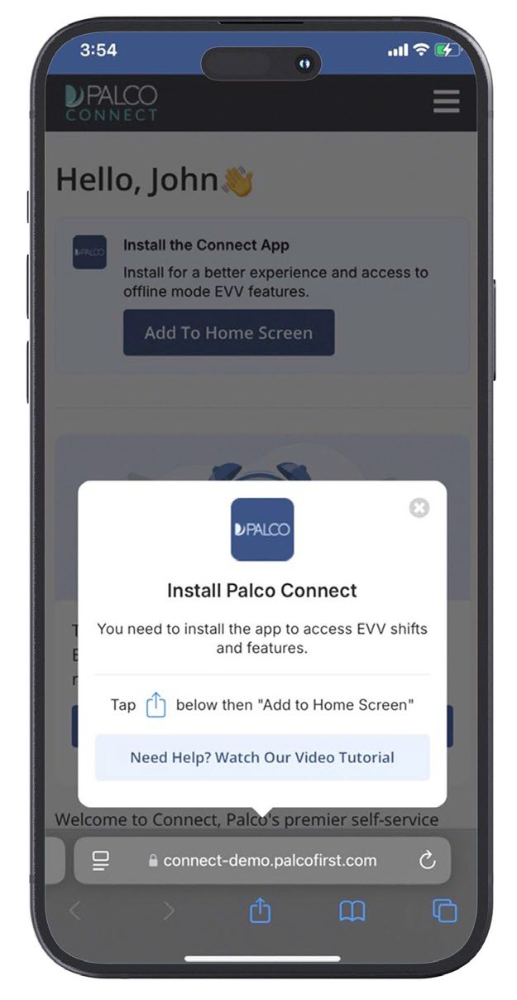 3:54
PALCO
CONNECT
Hello, John👋
Install the Connect App
PALCO
Install for a better experience and access to
offline mode EVV features.
Add To Home Screen
PALCO
Install Palco Connect
You need to install the app to access EVV shifts
and features.
Tap below then "Add to Home Screen"
Need Help? Watch Our Video Tutorial
Welcome to Connect, Palco's premier self-service
connect-demo.palcofirst.com